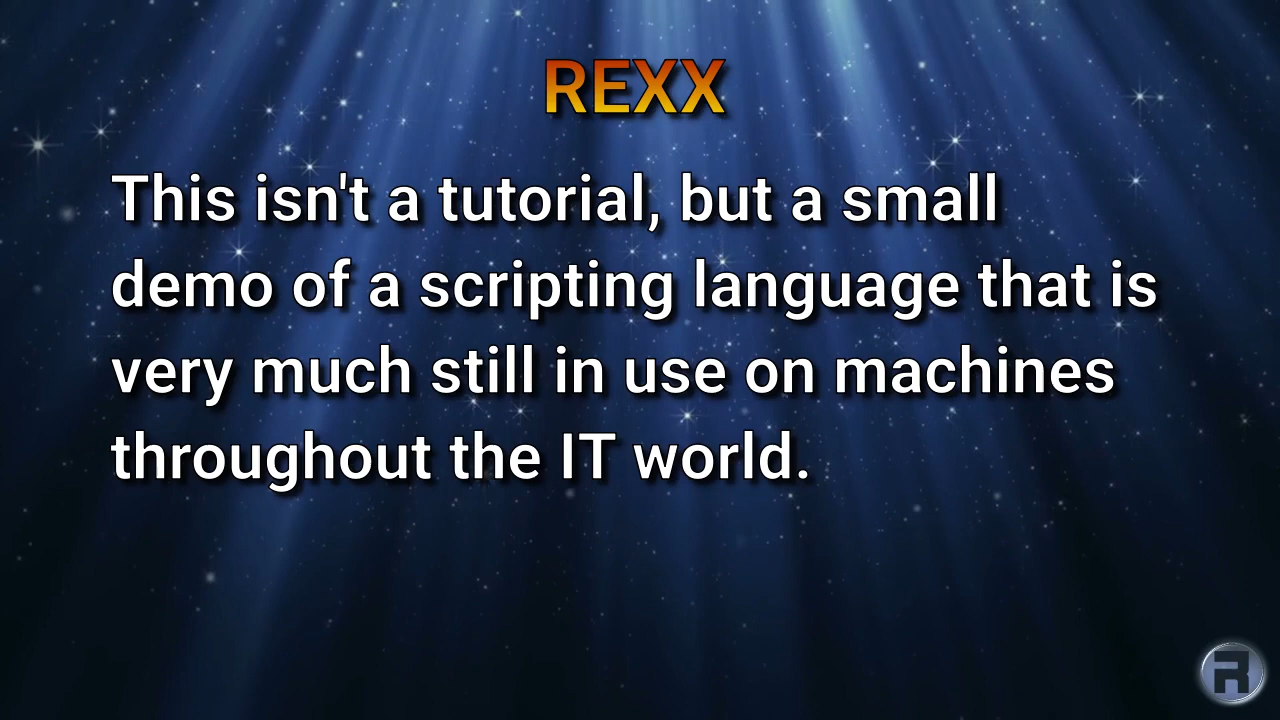 REXX
This isn't a tutorial, but a small
demo of a scripting language that is
very much still in use on machines
throughout the IT world.
R